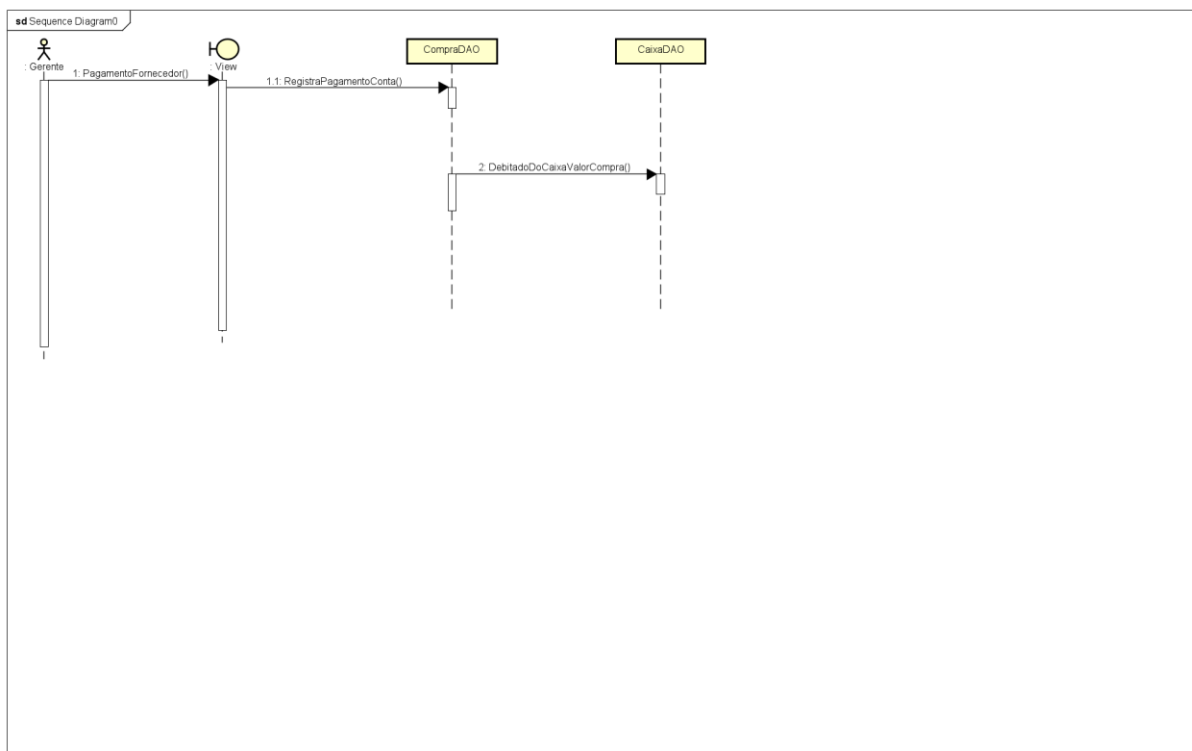 sd Sequence Diagram0
CompraDAO
CaixaDAO
: Gerente
: View
1: PagamentoFornecedor()
1.1: RegistraPagamentoConta()
2: DebitadoDoCaixaValorCompra()